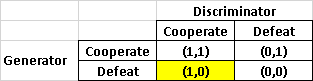 Discriminator
Cooperate Defeat
Generator Cooperate (1,1) (0,1)
Defeat (1,0) (0,0)